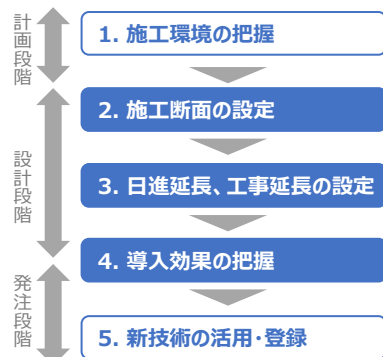 計画段階
1. 施工環境の把握
設計段階
2. 施工断面の設定
3. 日進延長、工事延長の設定
4. 導入効果の把握
発注段階
5. 新技術の活用・登録